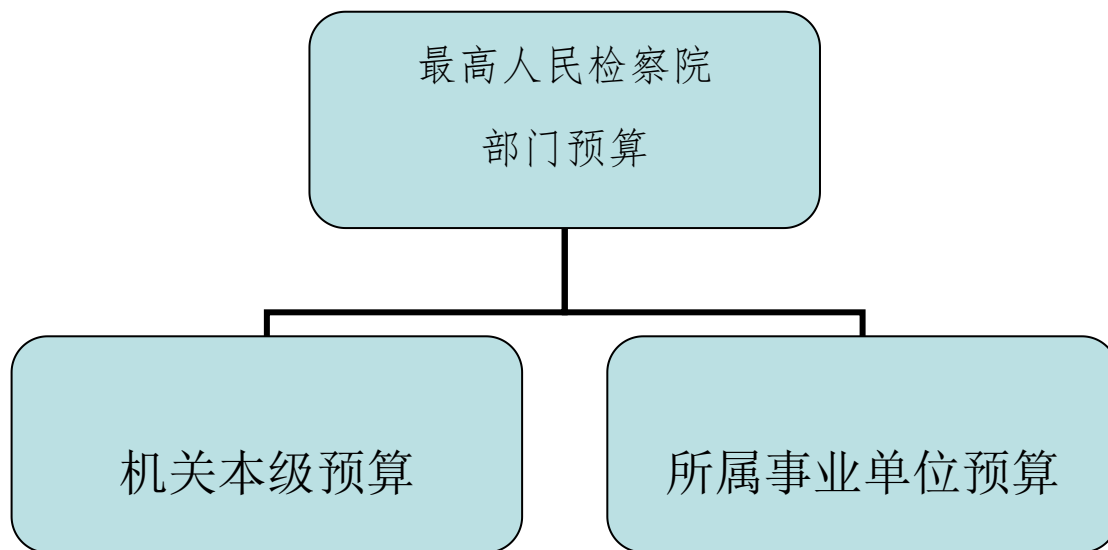 最高人民检察院
部门预算
机关本级预算
所属事业单位预算